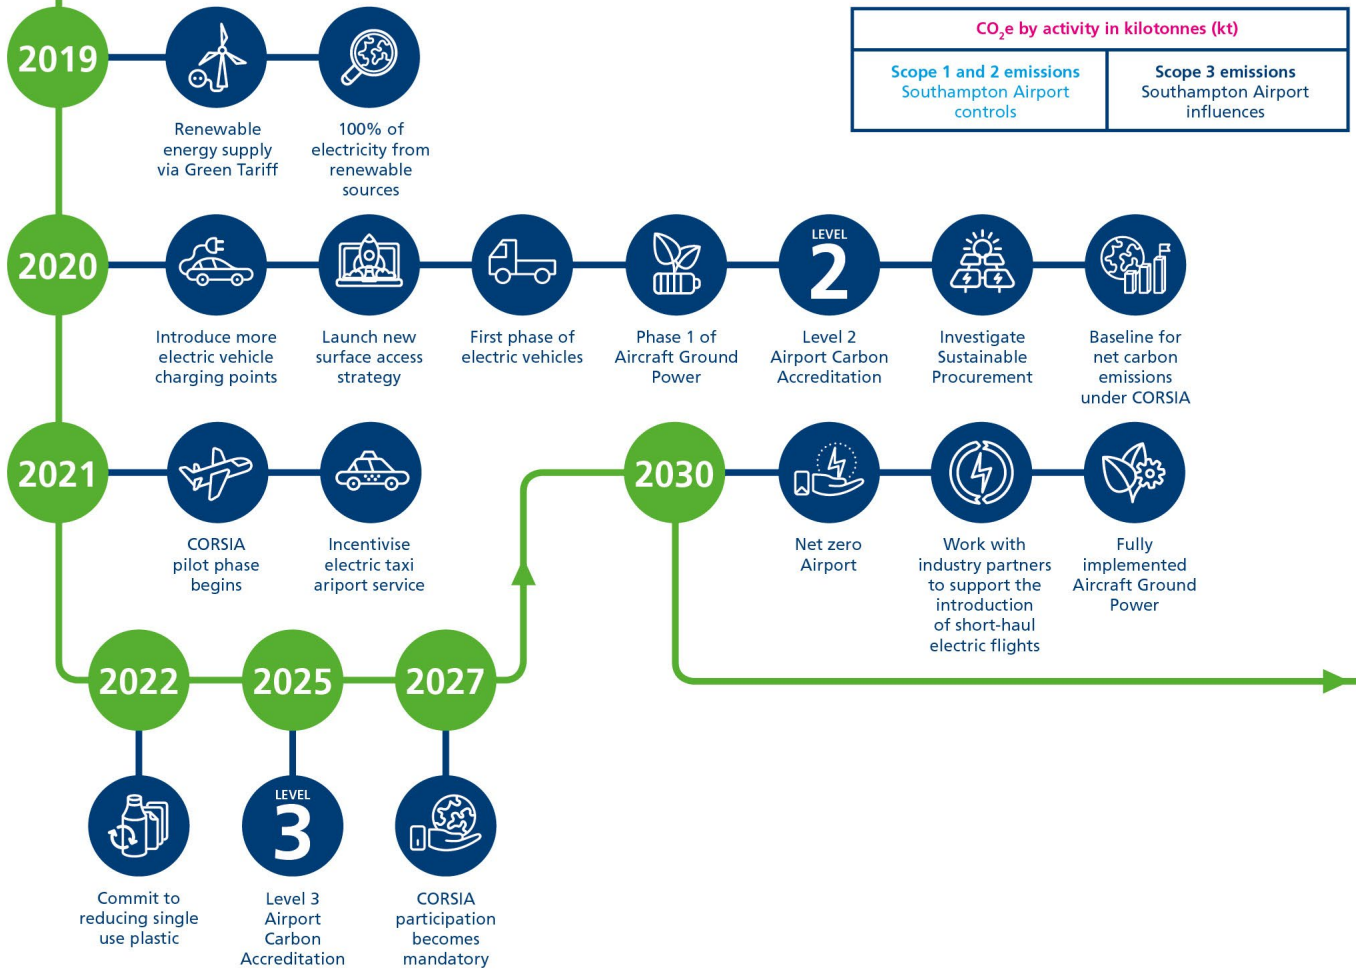 2019
Renewable
energy supply
via Green Tariff
100% of
electricity from
renewable
sources
CO₂e by activity in kilotonnes (kt)
Scope 1 and 2 emissions
Southampton Airport
controls
Scope 3 emissions
Southampton Airport
influences
2020
Introduce more
electric vehicle
charging points
Launch new
surface access
strategy
First phase of
electric vehicles
Phase 1 of
Aircraft Ground
Power
LEVEL
2
Level 2
Airport Carbon
Accreditation
Investigate
Sustainable
Procurement
Baseline for
net carbon
emissions
under CORSIA
2021
CORSIA
pilot phase
begins
Incentivise
electric taxi
ariport service
2022
Commit to
reducing single
use plastic
2025
LEVEL
3
Level 3
Airport
Carbon
Accreditation
2027
CORSIA
participation
becomes
mandatory
2030
Net zero
Airport
Work with
industry partners
to support the
introduction
of short-haul
electric flights
Fully
implemented
Aircraft Ground
Power